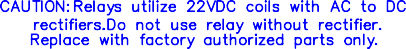 CAUTION: Relays utilize 22VDC coils with AC to DC
rectifiers.Do not use relay without rectifier.
Replace with factory authorized parts only.